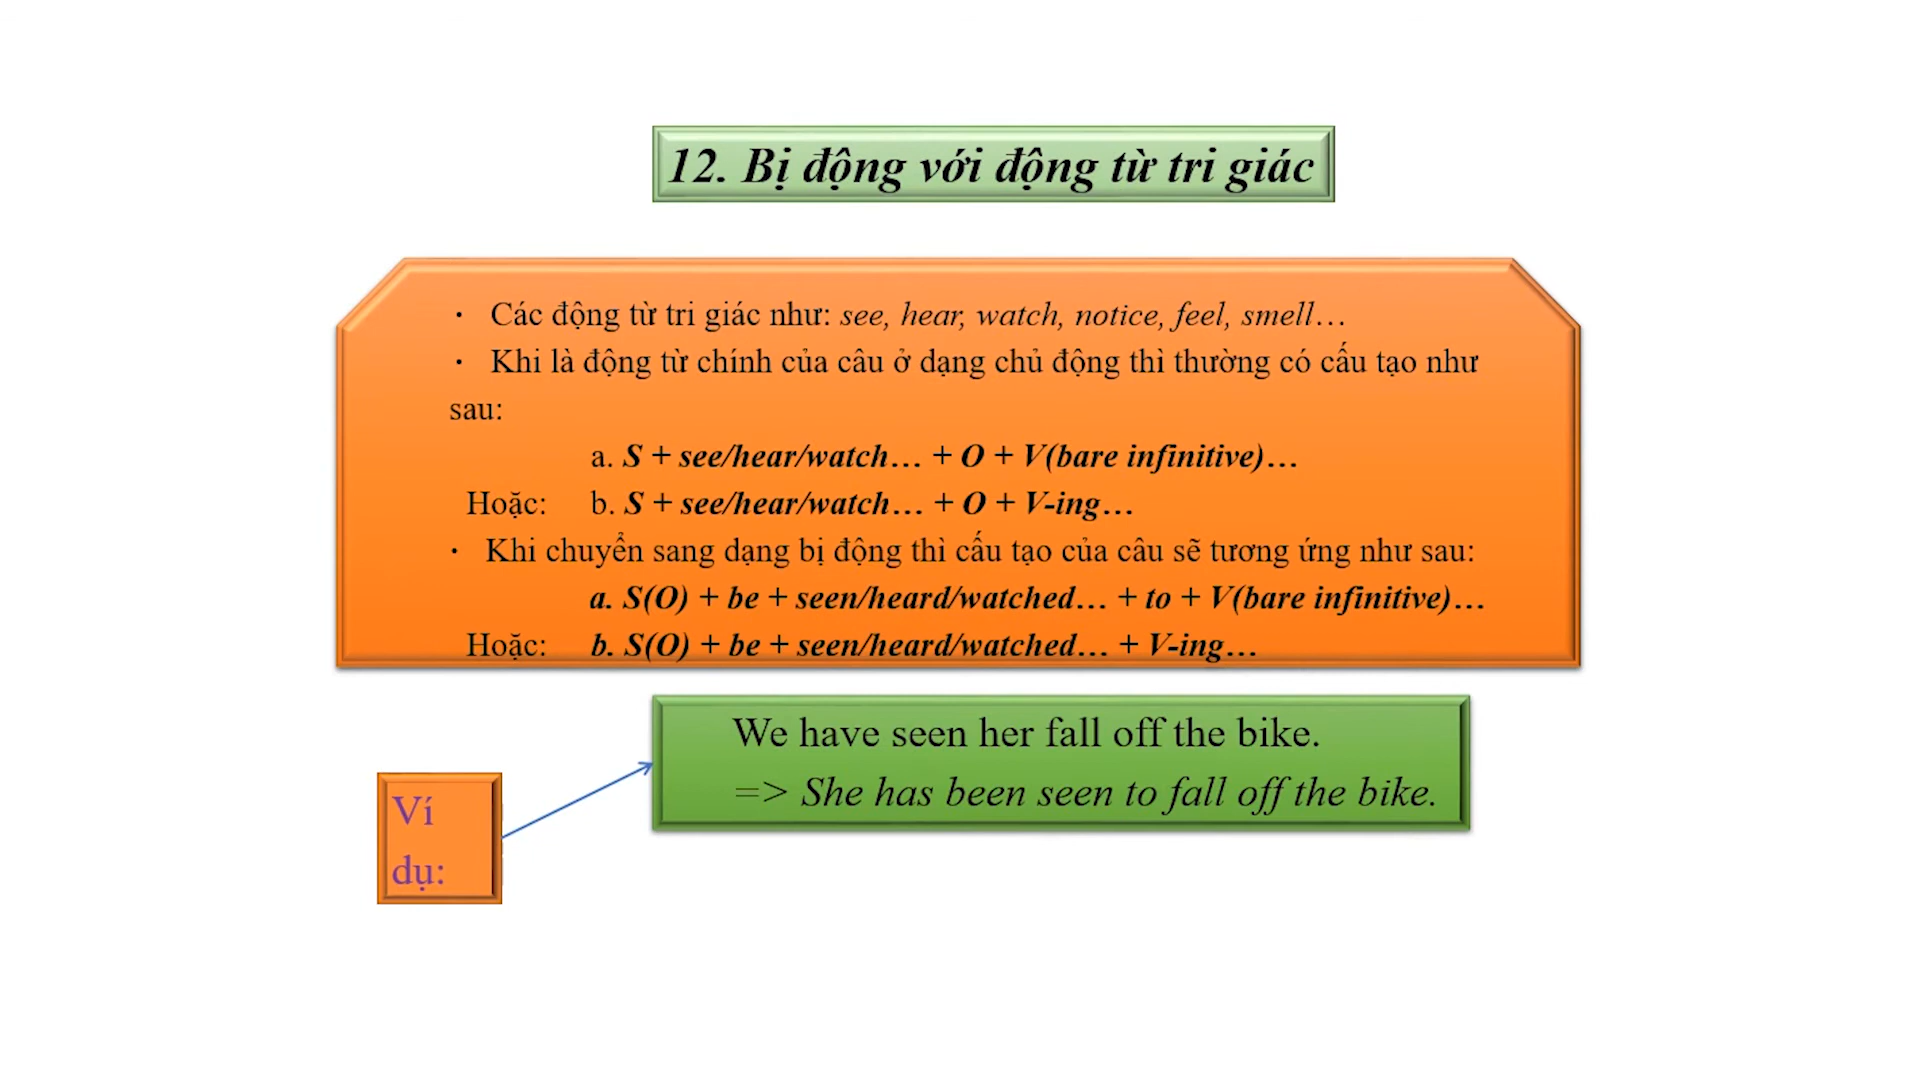 12. Bị động với động từ tri giác
· Các động từ tri giác như: see, hear, watch, notice, feel, smell…
· Khi là động từ chính của câu ở dạng chủ động thì thường có cấu tạo như
sau:
a. S + see/hear/watch… + O + V(bare infinitive)…
Hoặc: b. S + see/hear/watch… + O + V-ing…
· Khi chuyển sang dạng bị động thì cấu tạo của câu sẽ tương ứng như sau:
a. S(O) + be + seen/heard/watched… + to + V(bare infinitive)…
Hoặc: b. S(O) + be + seen/heard/watched… + V-ing…
We have seen her fall off the bike.
=> She has been seen to fall off the bike.
Ví
dụ: